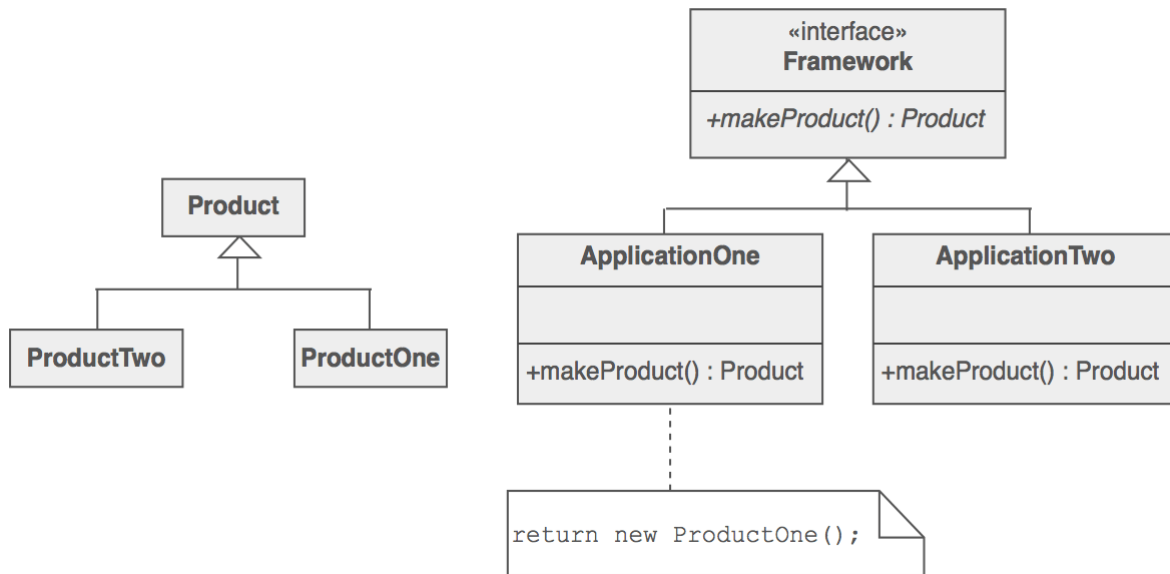 «interface»
Framework
+makeProduct() : Product
Product
ProductTwo
ProductOne
ApplicationOne
+makeProduct() : Product
ApplicationTwo
+makeProduct() : Product
return new ProductOne();